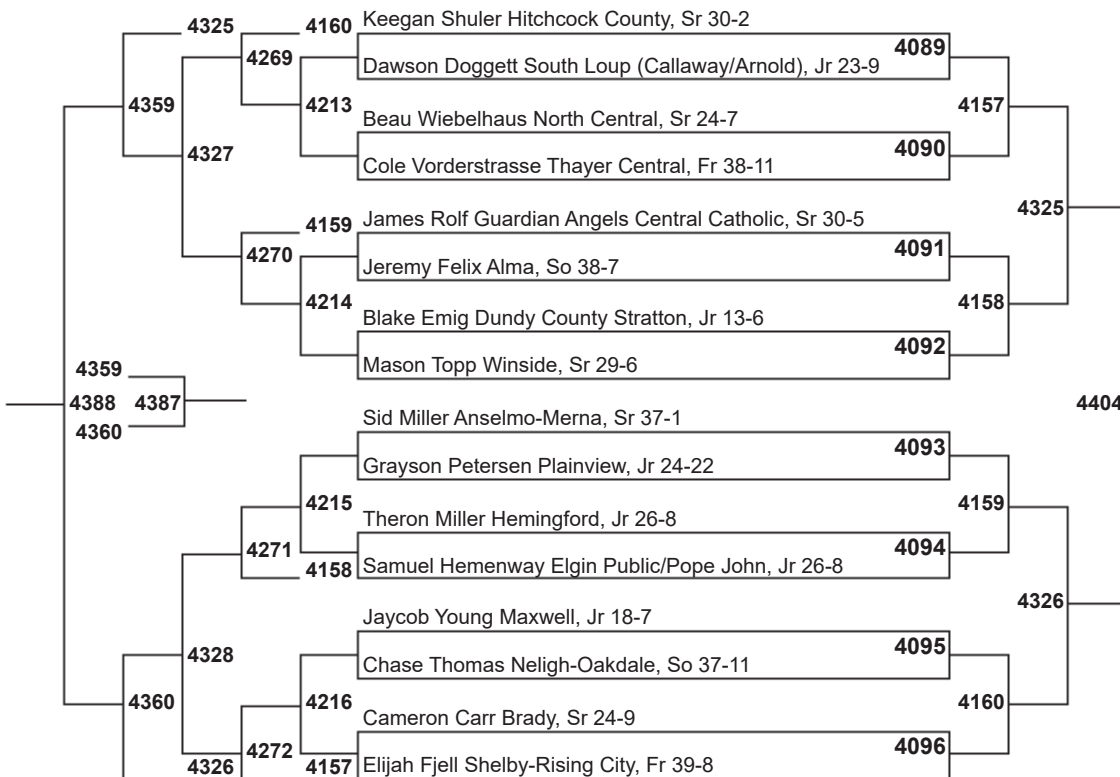 Keegan Shuler Hitchcock County, Sr 30-2
4325 4160
4089
4269
Dawson Doggett South Loup (Callaway/Arnold), Jr 23-9
4359 4213 4157
Beau Wiebelhaus North Central, Sr 24-7
4327 4090
Cole Vorderstrasse Thayer Central, Fr 38-11
4325
4159 James Rolf Guardian Angels Central Catholic, Sr 30-5
4270 4091
Jeremy Felix Alma, So 38-7
4214 4158
Blake Emig Dundy County Stratton, Jr 13-6
4092
Mason Topp Winside, Sr 29-6
4359
4388 4387 4404
4360
Sid Miller Anselmo-Merna, Sr 37-1
4093
Grayson Petersen Plainview, Jr 24-22
4215 4159
Theron Miller Hemingford, Jr 26-8
4271 4094
4158 Samuel Hemenway Elgin Public/Pope John, Jr 26-8
4326
Jaycob Young Maxwell, Jr 18-7
4328 4095
Chase Thomas Neligh-Oakdale, So 37-11
4360 4216 4160
Cameron Carr Brady, Sr 24-9
4272 4096
4326 4157 Elijah Fjell Shelby-Rising City, Fr 39-8